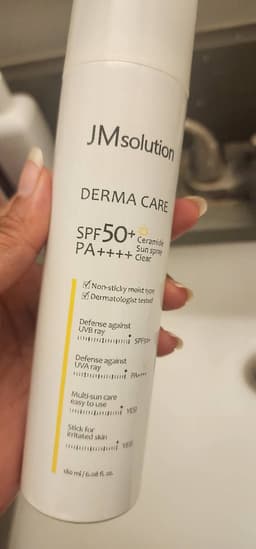 JMsolution
DERMA CARE
SPF50+ Ceramide
Sun spray
PA++++ Clear
☑ Non-sticky moist type
☑ Dermatologist tested
Defense against
UVB ray
SPF50+
Defense against
UVA ray
PA++++
Multi-sun care
easy to use
YES!
Stick for
irritated skin
YES!
180 ml / 6.08 fl. oz.